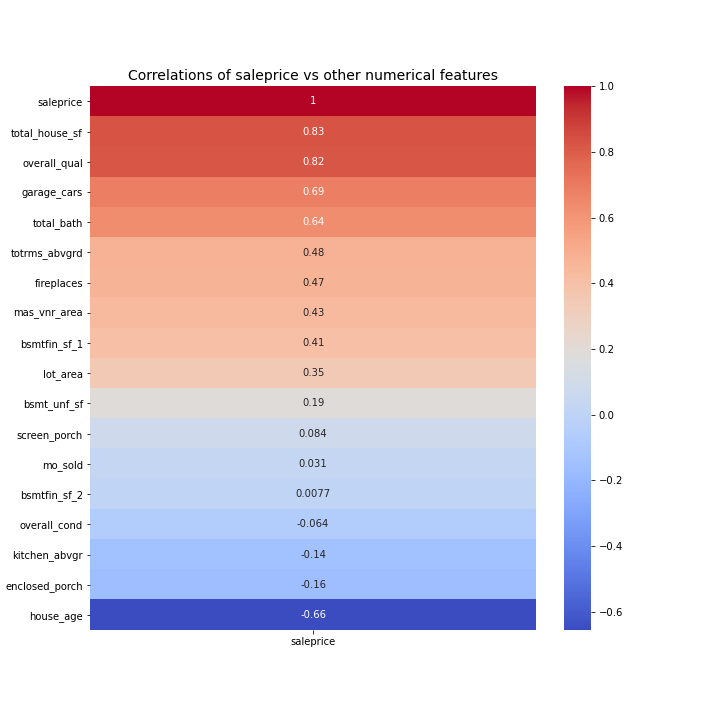 Correlations of saleprice vs other numerical features
saleprice 1
total_house_sf 0.83
overall_qual 0.82
garage_cars 0.69
total_bath 0.64
totrms_abvgrd 0.48
fireplaces 0.47
mas_vnr_area 0.43
bsmtfin_sf_1 0.41
lot_area 0.35
bsmt_unf_sf 0.19
screen_porch 0.084
mo_sold 0.031
bsmtfin_sf_2 0.0077
overall_cond -0.064
kitchen_abvgr -0.14
enclosed_porch -0.16
house_age -0.66
saleprice
1.0
0.8
0.6
0.4
0.2
0.0
−0.2
−0.4
−0.6